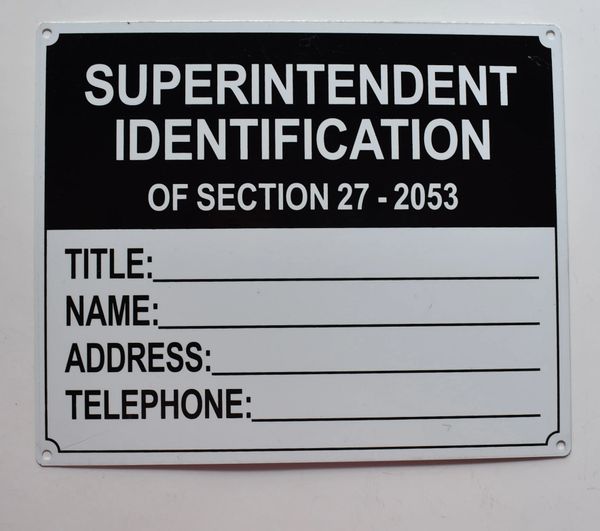 SUPERINTENDENT
IDENTIFICATION
OF SECTION 27 - 2053
TITLE:
NAME:
ADDRESS:
TELEPHONE: